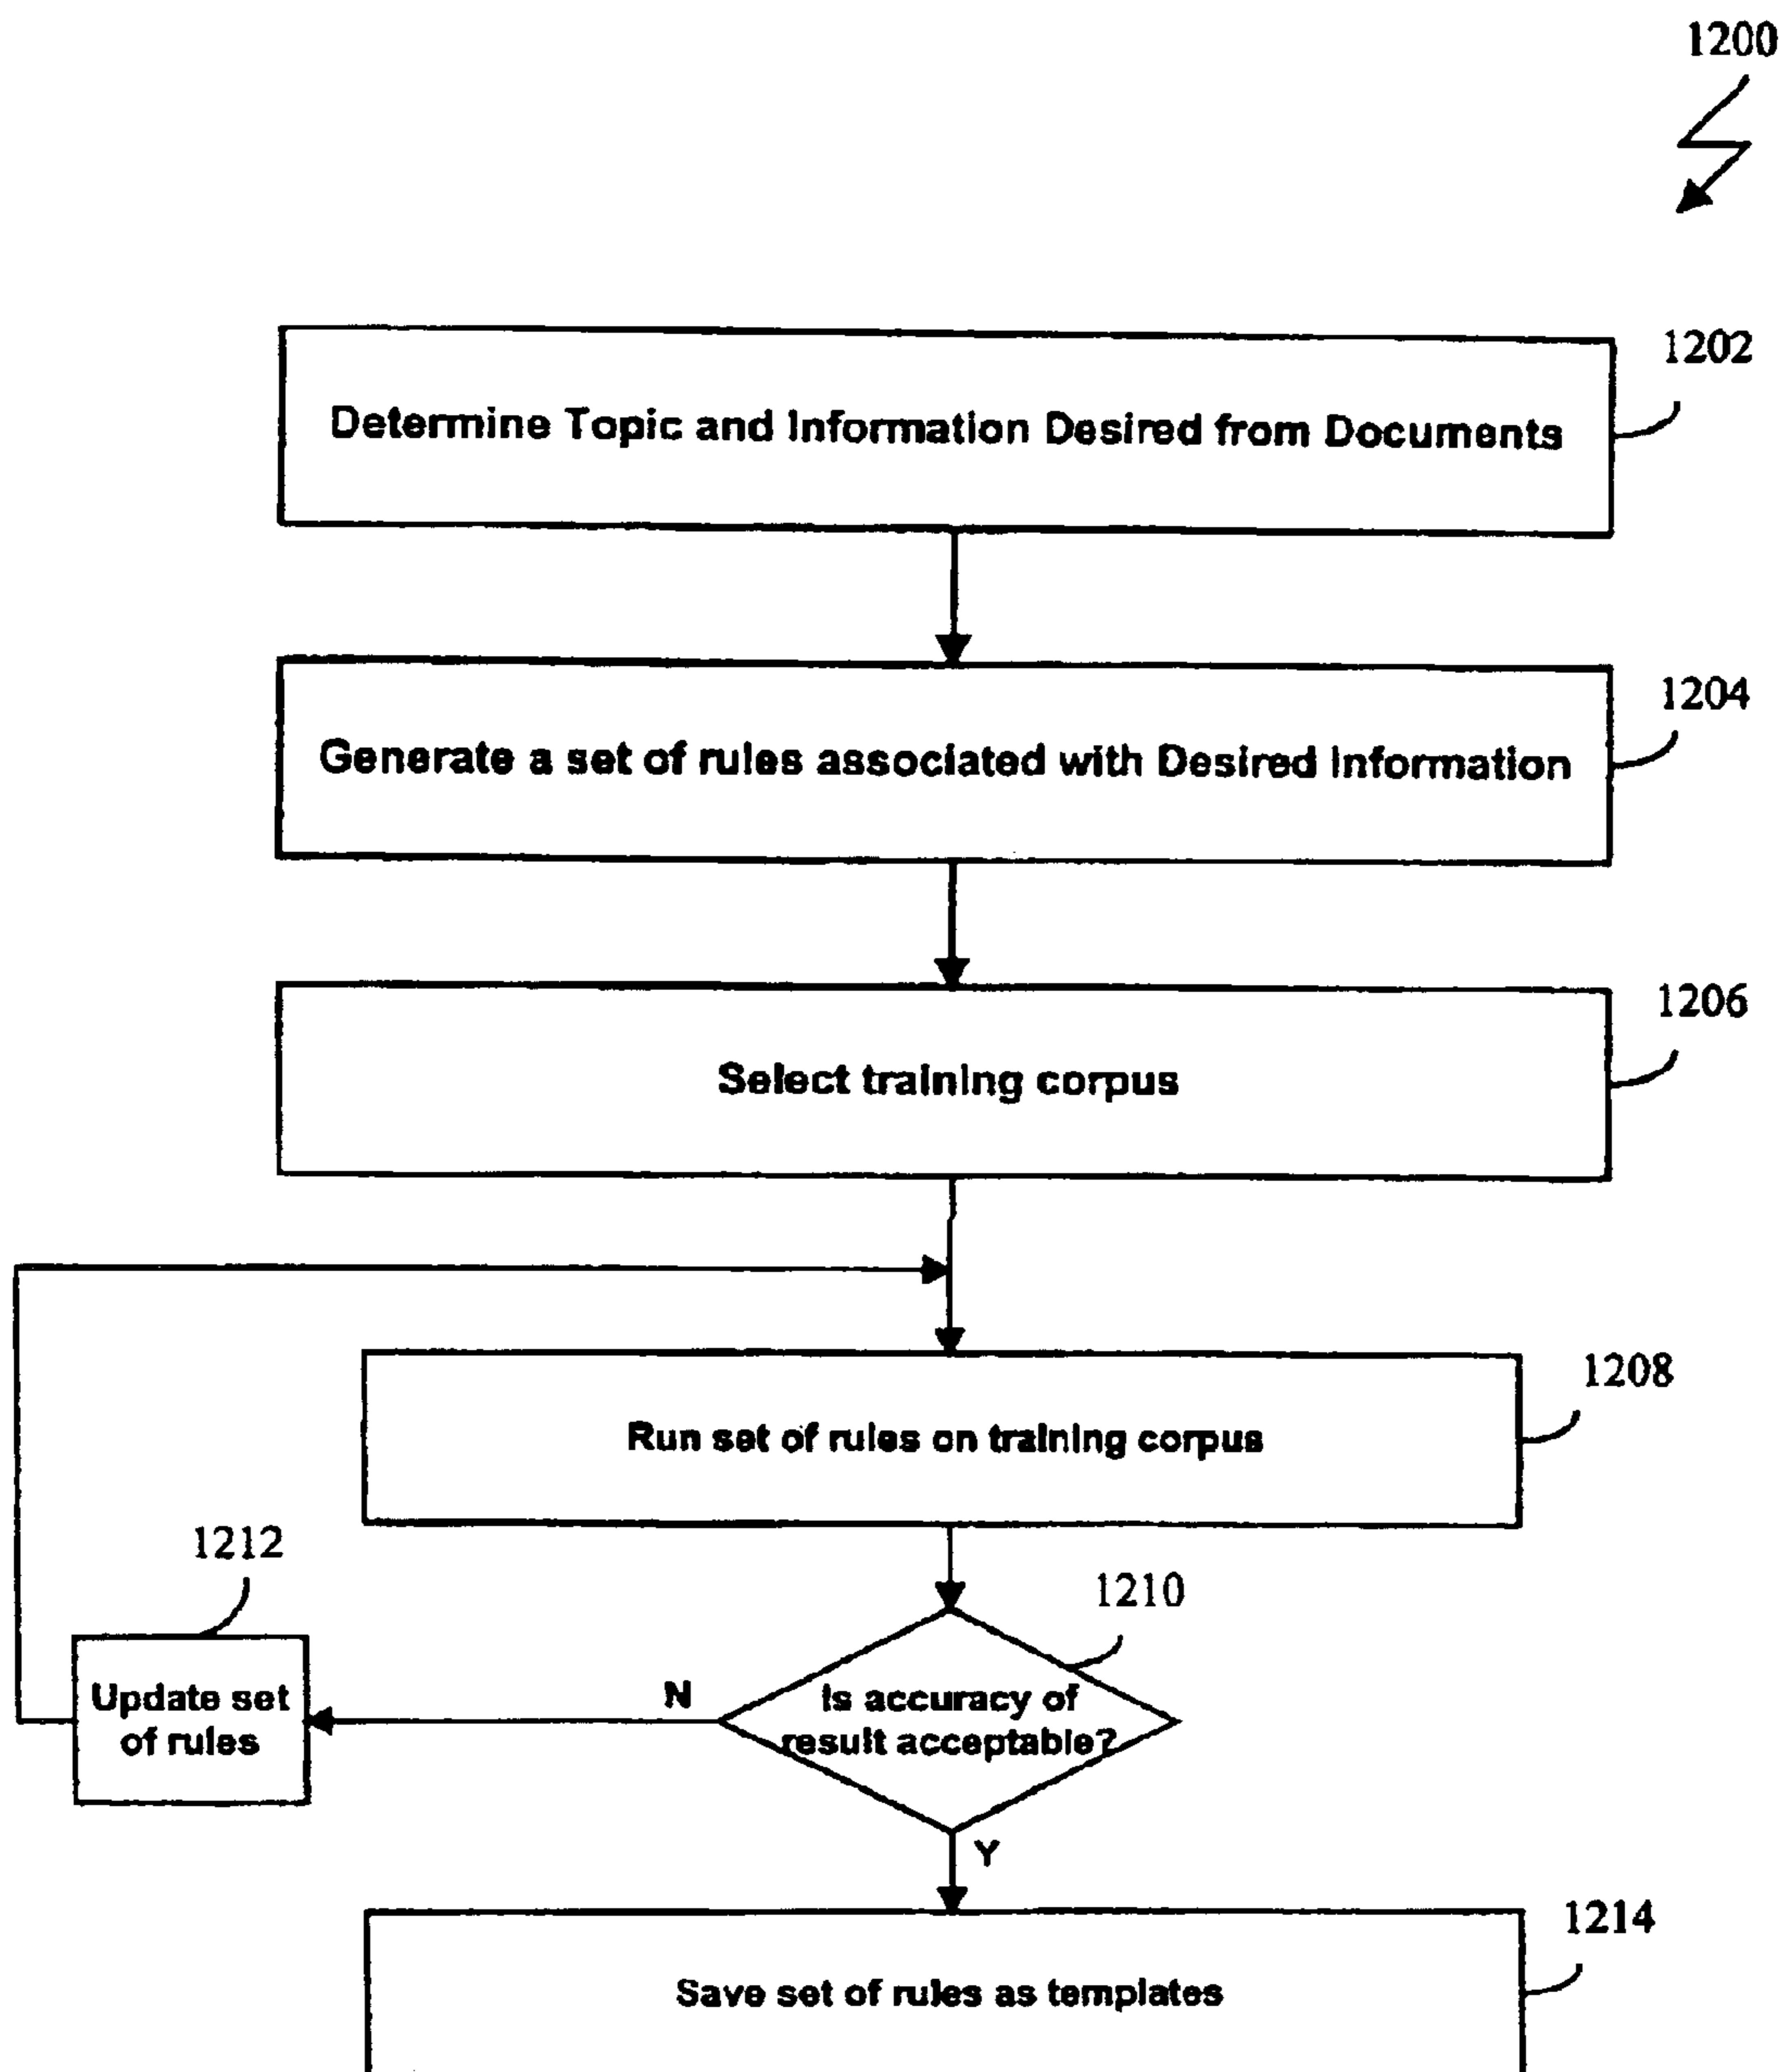 1200
1202
Determine Topic and Information Desired from Documents
1204
Generate a set of rules associated with Desired Information
1206
Select training corpus
1208
Run set of rules on training corpus
1212
1210
Update set
of rules
N
Is accuracy of
result acceptable?
Y
1214
Save set of rules as templates